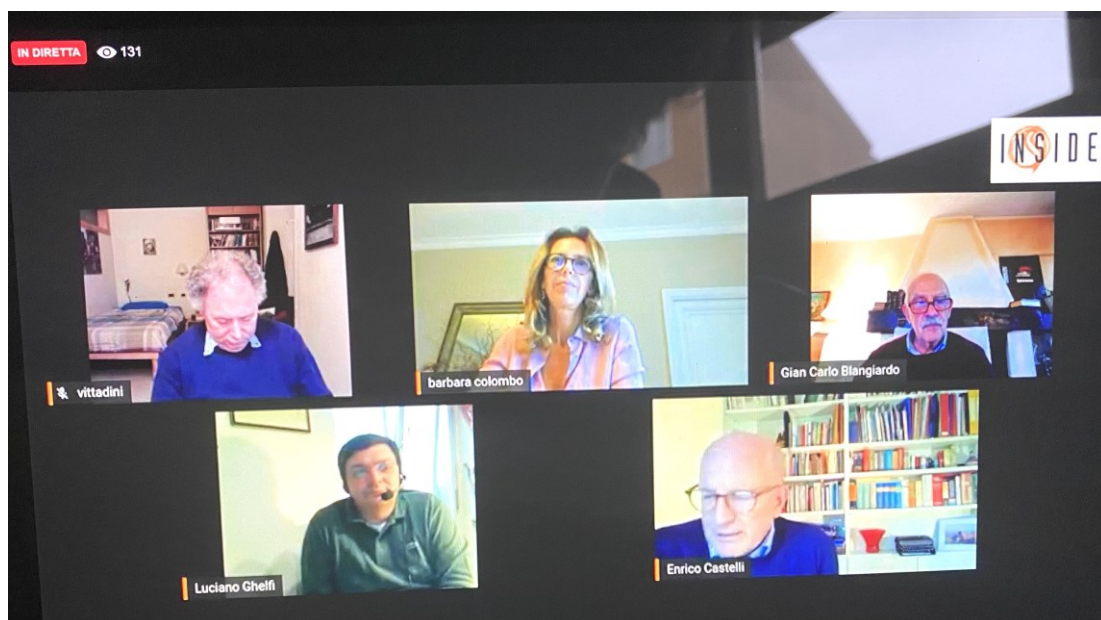 IN DIRETTA 131
INSIDE
vittadini
barbara colombo
Gian Carlo Blangiardo
Luciano Ghelfi
Enrico Castelli